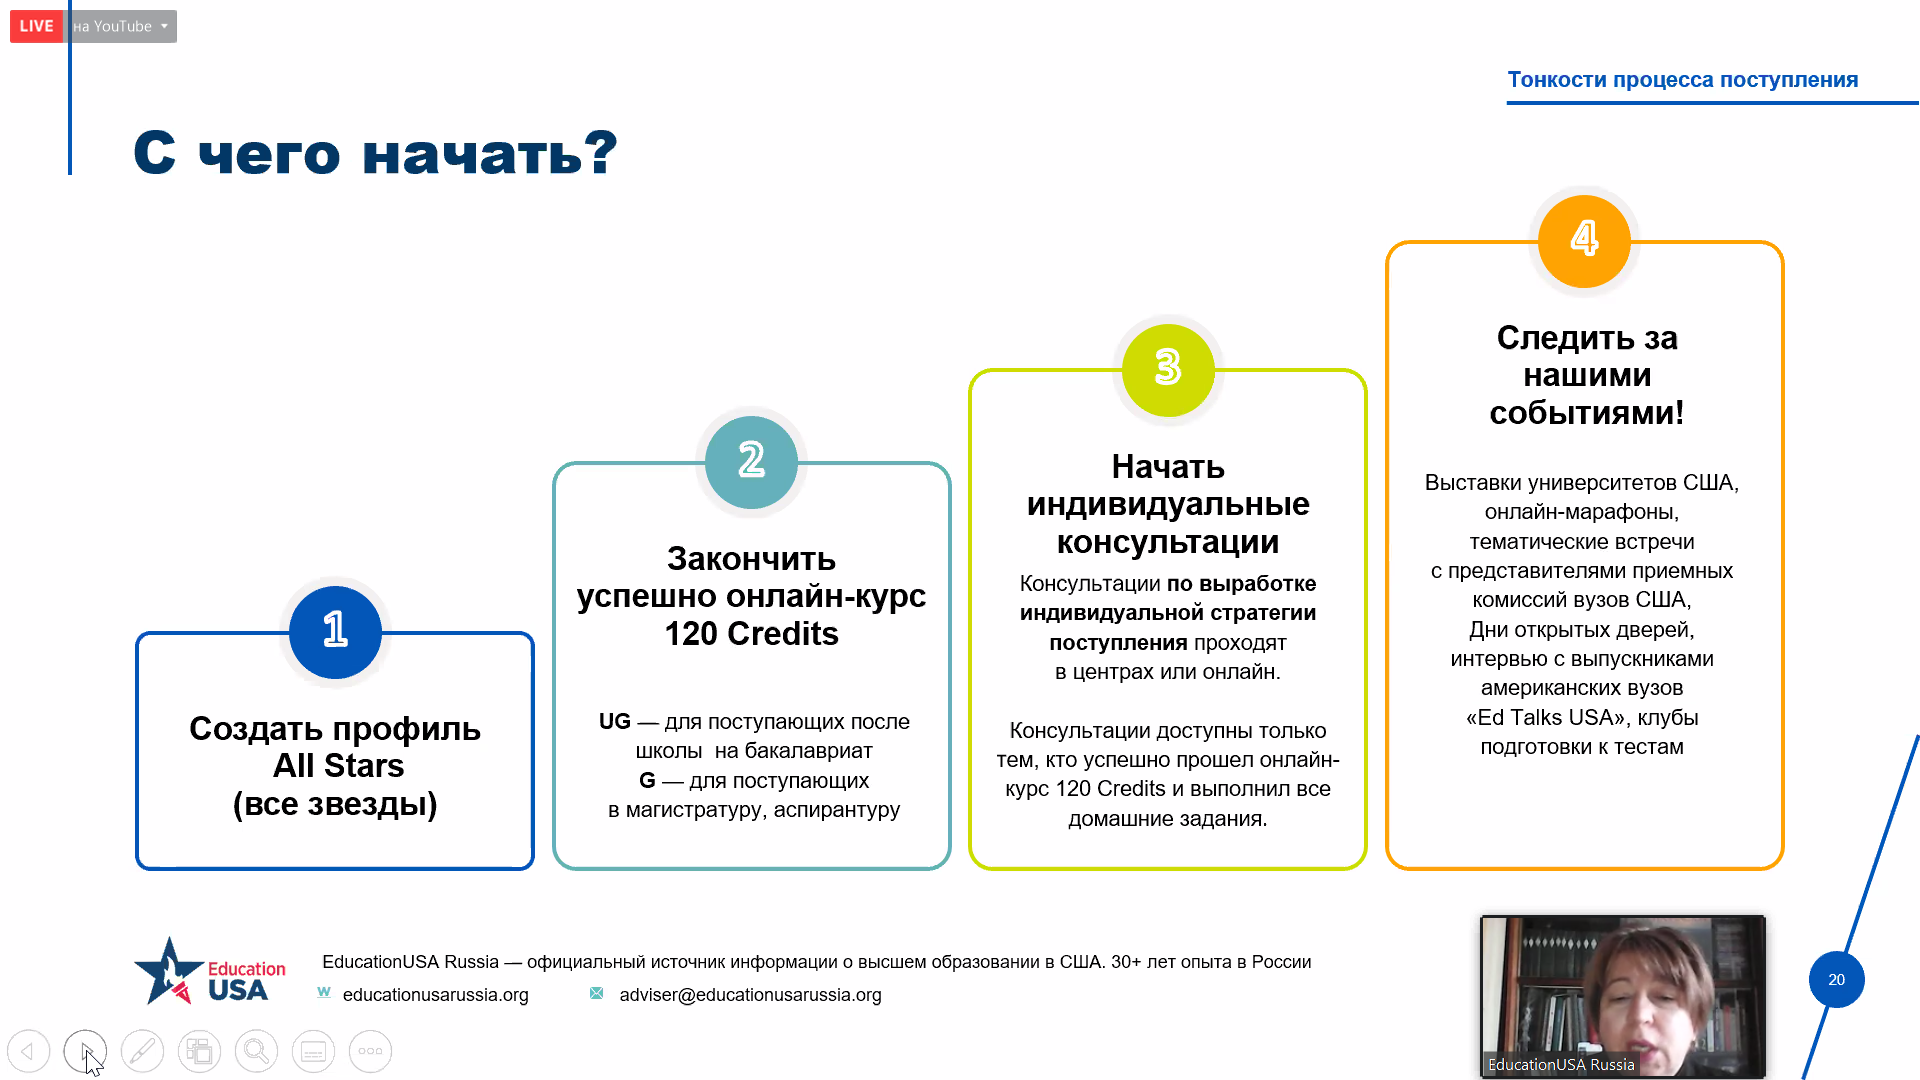 LIVE на YouTube
Тонкости процесса поступления
С чего начать?
1
Создать профиль
All Stars
(все звезды)
2
Закончить
успешно онлайн-курс
120 Credits
UG — для поступающих после
школы на бакалавриат
G — для поступающих
в магистратуру, аспирантуру
3
Начать
индивидуальные
консультации
Консультации по выработке
индивидуальной стратегии
поступления проходят
в центрах или онлайн.
Консультации доступны только
тем, кто успешно прошел онлайн-
курс 120 Credits и выполнил все
домашние задания.
4
Следить за
нашими
событиями!
Выставки университетов США,
онлайн-марафоны,
тематические встречи
с представителями приемных
комиссий вузов США,
Дни открытых дверей,
интервью с выпускниками
американских вузов
«Ed Talks USA», клубы
подготовки к тестам
Education
USA
EducationUSA Russia — официальный источник информации о высшем образовании в США. 30+ лет опыта в России
W educationusarussia.org
adviser@educationusarussia.org
EducationUSA Russia
20